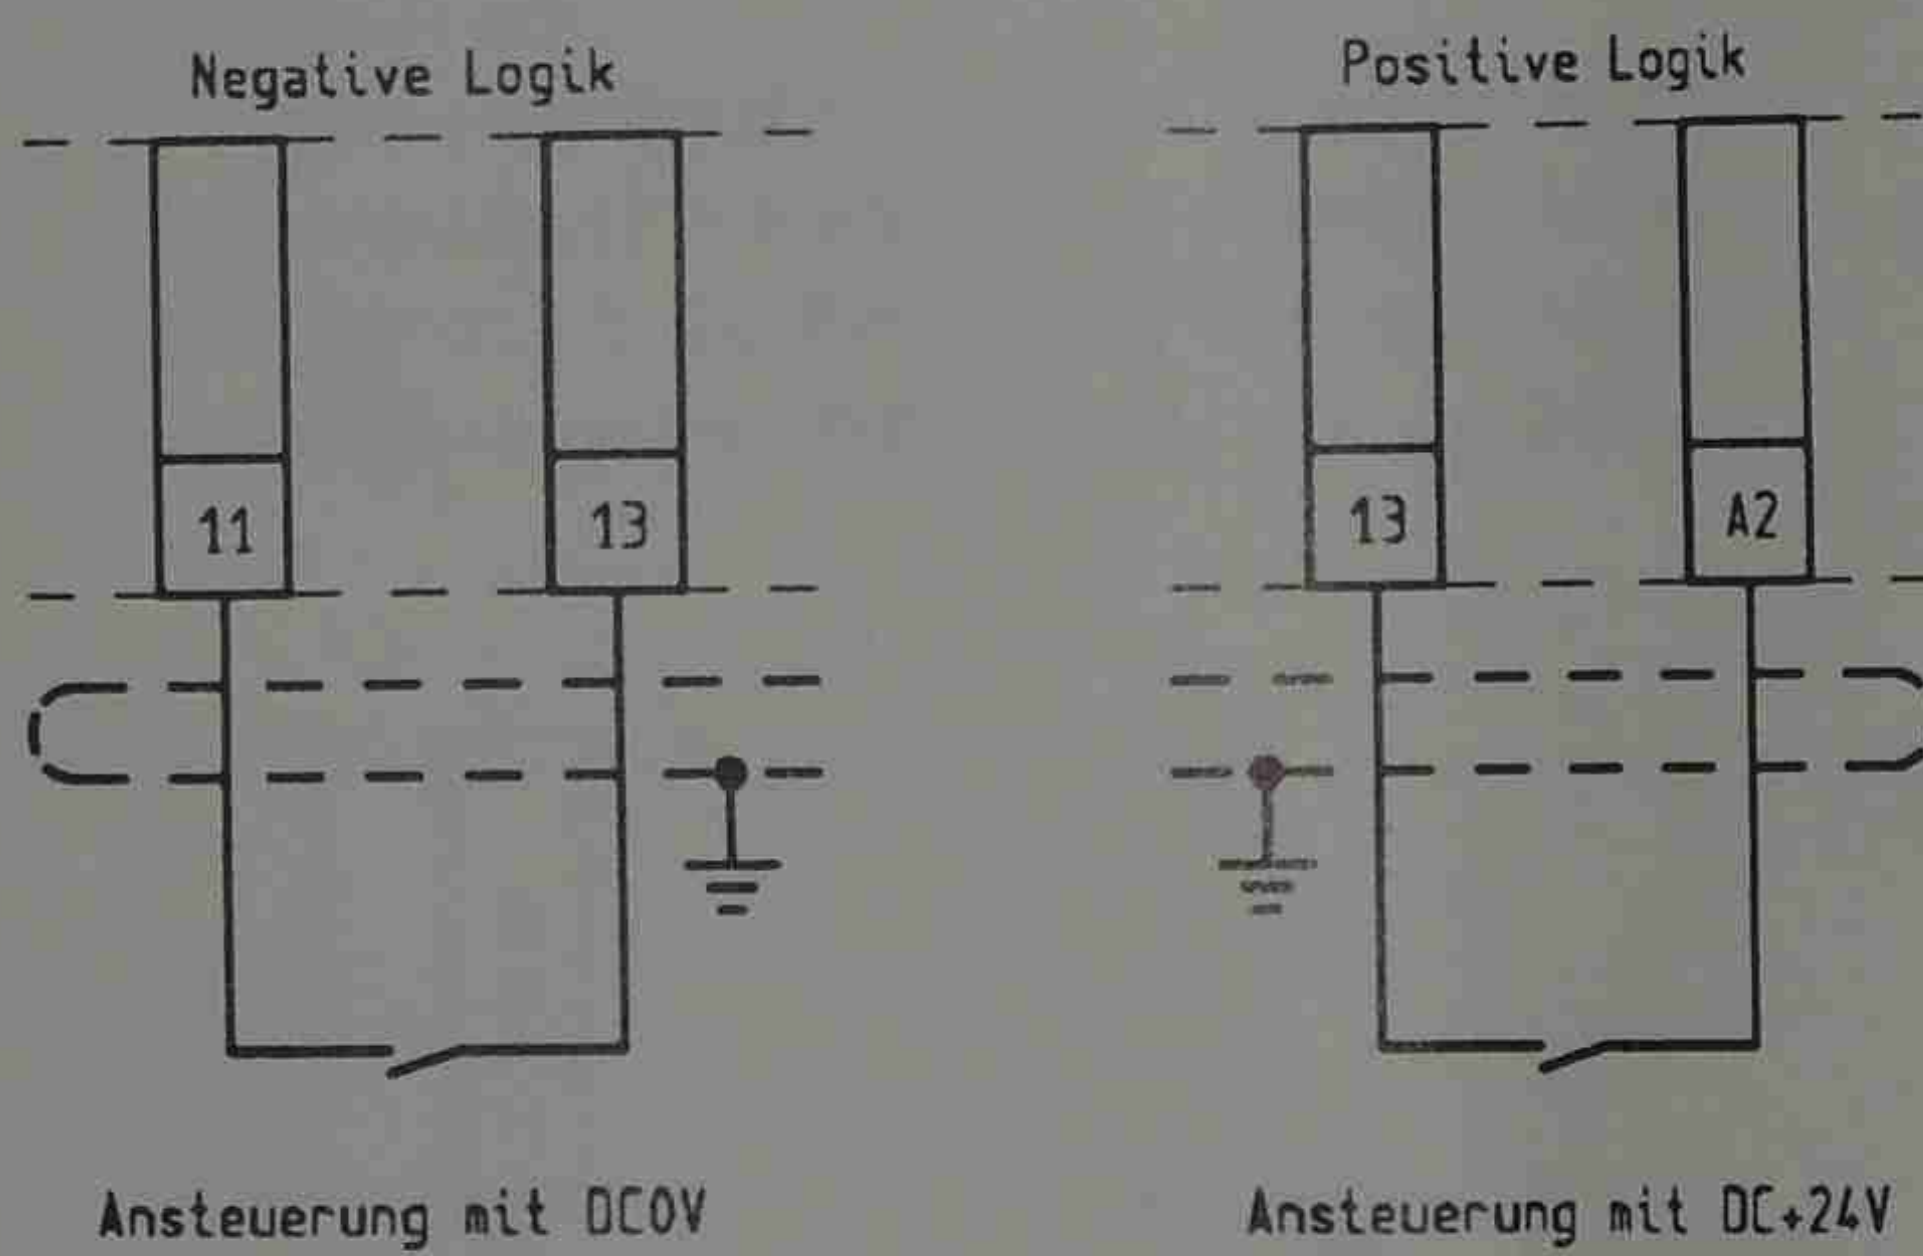 Negative Logik
Positive Logik
11
13
13
A2
Ansteuerung mit DC0V
Ansteuerung mit DC+24V